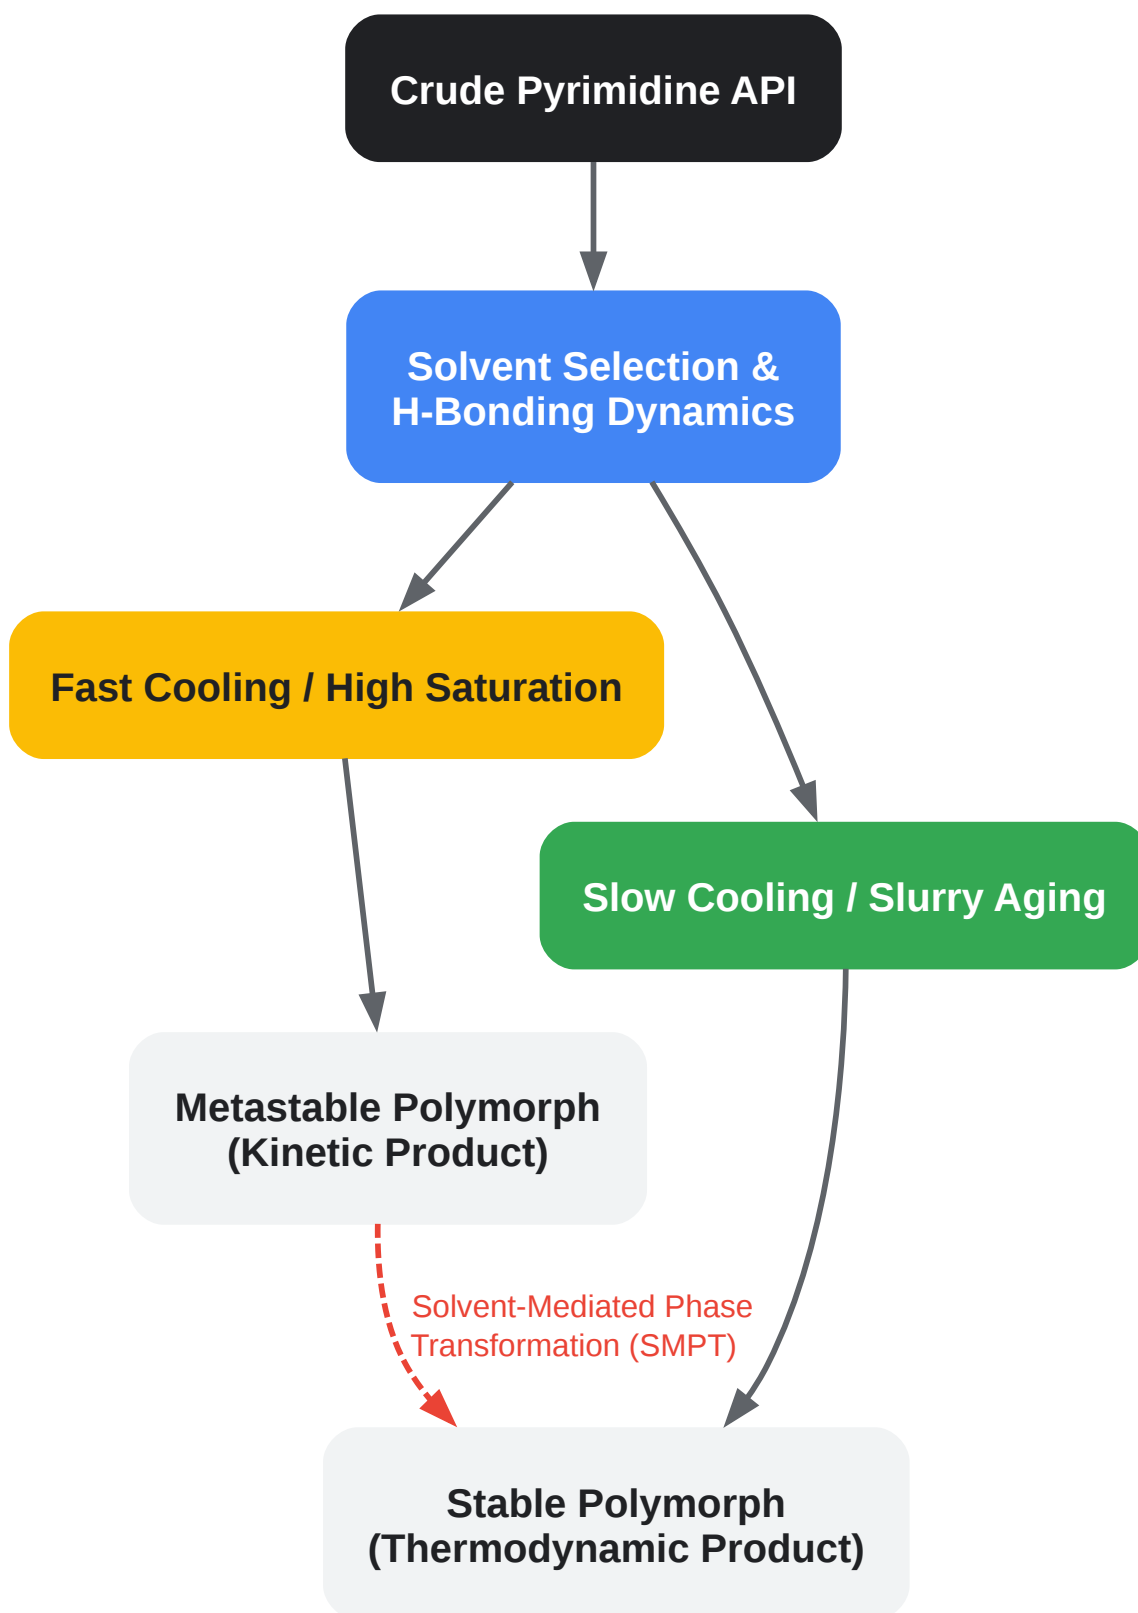 Crude Pyrimidine API
Solvent Selection &
H-Bonding Dynamics
Fast Cooling / High Saturation
Slow Cooling / Slurry Aging
Metastable Polymorph
(Kinetic Product)
Solvent-Mediated Phase
Transformation (SMPT)
Stable Polymorph
(Thermodynamic Product)